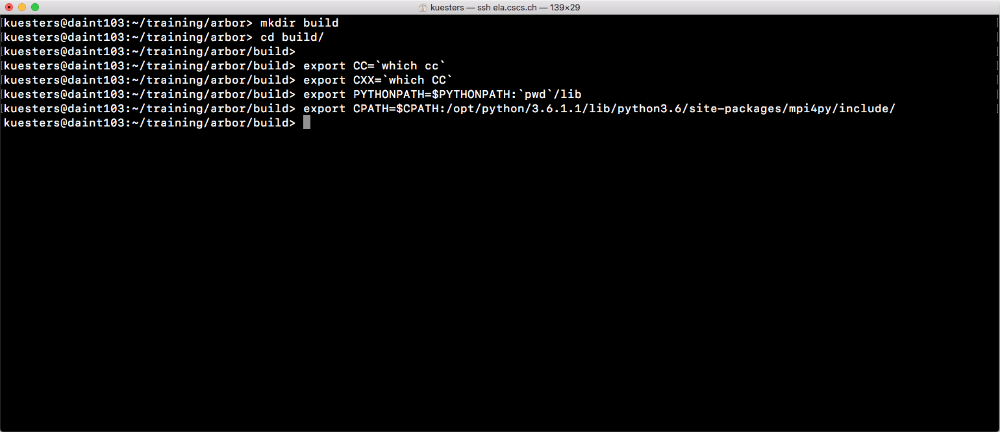 kuesters — ssh ela.cscs.ch — 139×29
[kuesters@daint103:~/training/arbor> mkdir build ]
[kuesters@daint103:~/training/arbor> cd build/ ]
[kuesters@daint103:~/training/arbor/build> ]
[kuesters@daint103:~/training/arbor/build> export CC=`which cc` ]
[kuesters@daint103:~/training/arbor/build> export CXX=`which CC` ]
[kuesters@daint103:~/training/arbor/build> export PYTHONPATH=$PYTHONPATH:`pwd`/lib ]
[kuesters@daint103:~/training/arbor/build> export CPATH=$CPATH:/opt/python/3.6.1.1/lib/python3.6/site-packages/mpi4py/include/ ]
kuesters@daint103:~/training/arbor/build>